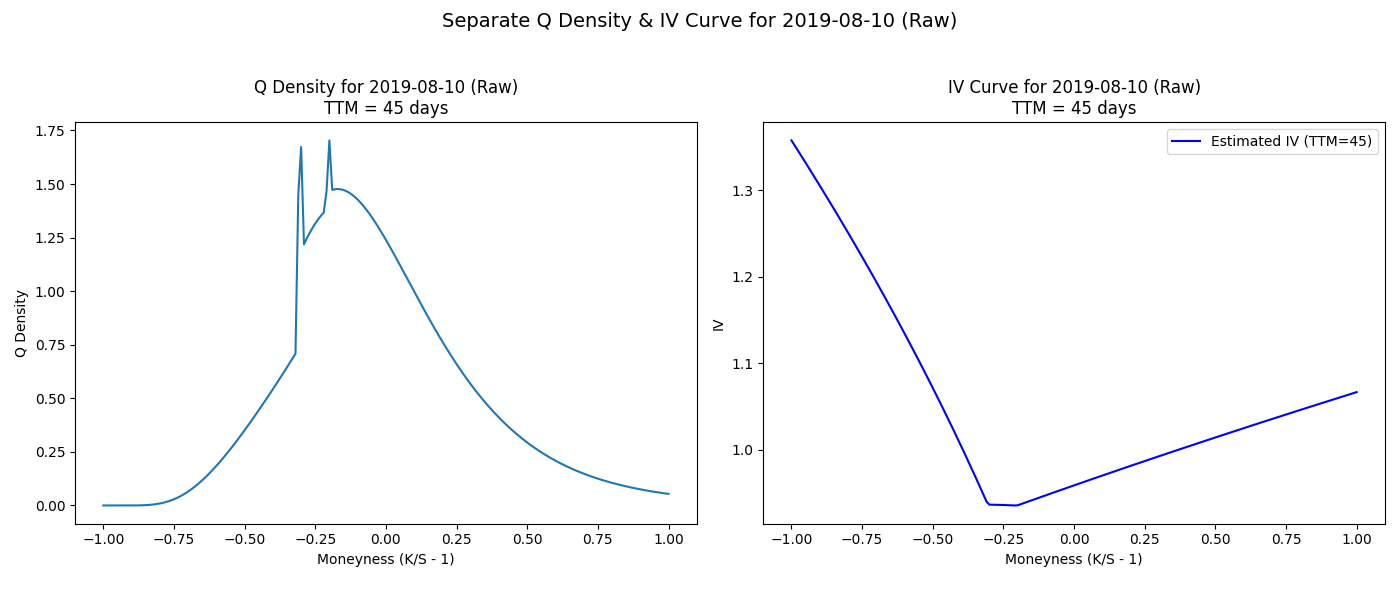 Separate Q Density & IV Curve for 2019-08-10 (Raw)
Q Density for 2019-08-10 (Raw)
TTM = 45 days
1.75
1.50
1.25
1.00
0.75
0.50
0.25
0.00
Q Density
−1.00 −0.75 −0.50 −0.25 0.00 0.25 0.50 0.75 1.00
Moneyness (K/S - 1)
IV Curve for 2019-08-10 (Raw)
TTM = 45 days
Estimated IV (TTM=45)
1.3
1.2
1.1
1.0
IV
−1.00 −0.75 −0.50 −0.25 0.00 0.25 0.50 0.75 1.00
Moneyness (K/S - 1)